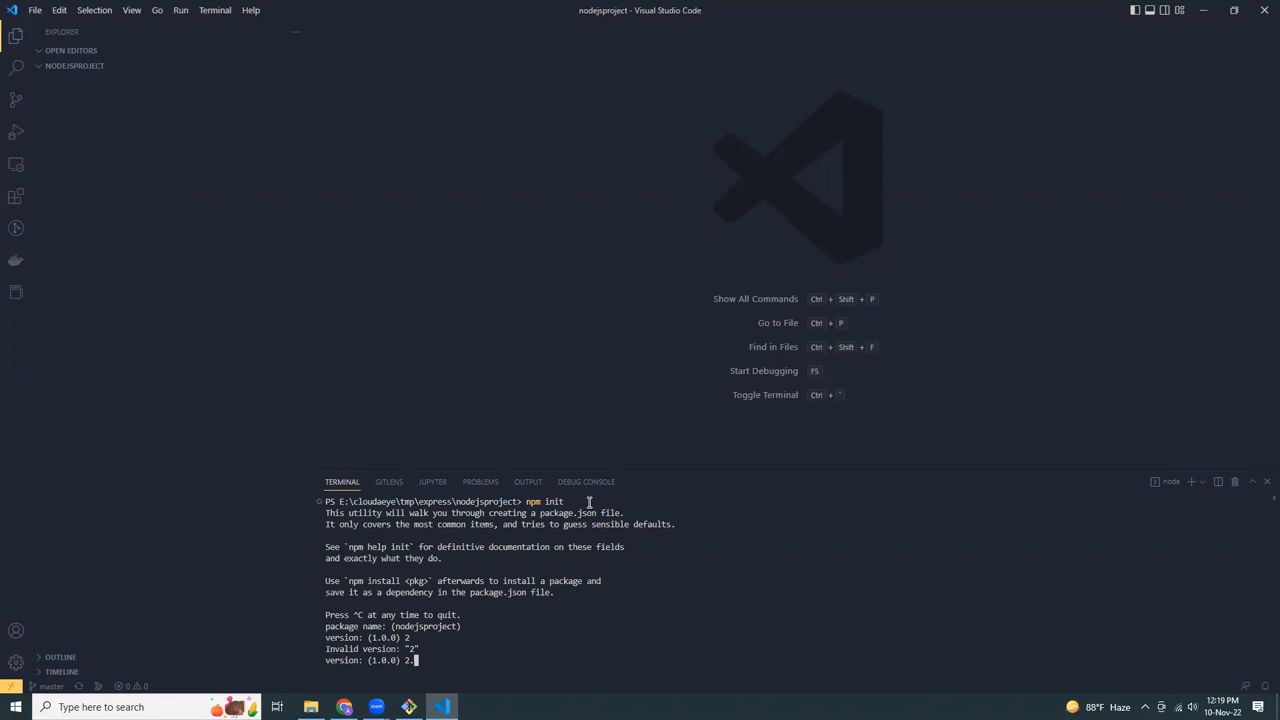 File Edit Selection View Go Run Terminal Help
nodejsproject - Visual Studio Code
EXPLORER
OPEN EDITORS
NODEJSPROJECT
Show All Commands Ctrl + Shift + P
Go to File Ctrl + P
Find in Files Ctrl + Shift + F
Start Debugging F5
Toggle Terminal Ctrl + `
TERMINAL GITLENS JUPYTER PROBLEMS OUTPUT DEBUG CONSOLE
node
PS E:\cloudaeye\tmp\express\nodejsproject> npm init
This utility will walk you through creating a package.json file.
It only covers the most common items, and tries to guess sensible defaults.
See `npm help init` for definitive documentation on these fields
and exactly what they do.
Use `npm install <pkg>` afterwards to install a package and
save it as a dependency in the package.json file.
Press ^C at any time to quit.
package name: (nodejsproject)
version: (1.0.0) 2
Invalid version: "2"
version: (1.0.0) 2.
OUTLINE
TIMELINE
master 0 0
Type here to search
zoom
88°F Haze
12:19 PM
10-Nov-22